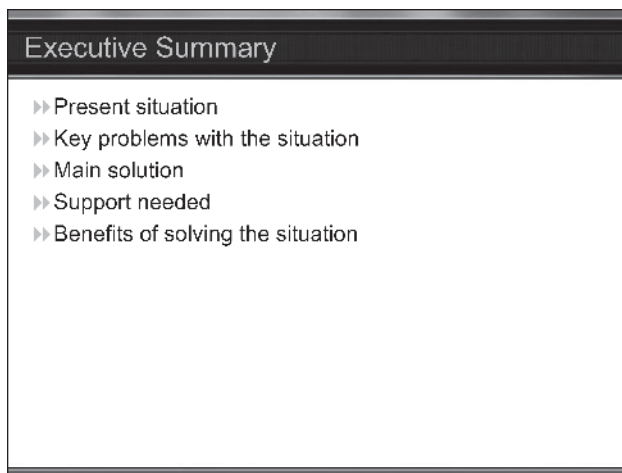 Executive Summary
Present situation
Key problems with the situation
Main solution
Support needed
Benefits of solving the situation